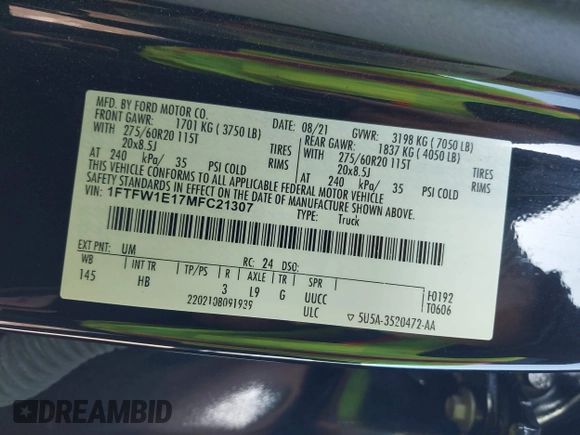 MFD. BY FORD MOTOR CO.
DATE: 08/21 GVWR: 3198 KG ( 7050 LB)
FRONT GAWR: 1701 KG ( 3750 LB) REAR GAWR: 1837 KG ( 4050 LB)
WITH 275/60R20 115T TIRES WITH 275/60R20 115T TIRES
20x8.5J RIMS 20x8.5J RIMS
AT 240 kPa/ 35 PSI COLD AT 240 kPa/ 35 PSI COLD
THIS VEHICLE CONFORMS TO ALL APPLICABLE FEDERAL MOTOR VEHICLE
SAFETY STANDARDS IN EFFECT ON THE DATE OF MANUFACTURE SHOWN ABOVE.
VIN: 1FTFW1E17MFC21307
TYPE: Truck
EXT PNT: UM RC: 24 DSO:
WB INT TR TP/PS R AXLE TR SPR
145 HB 3 L9 G UUCC F0192
2202108091939 ULC T0606
▽ 5U5A-3520472-AA
DREAMBID